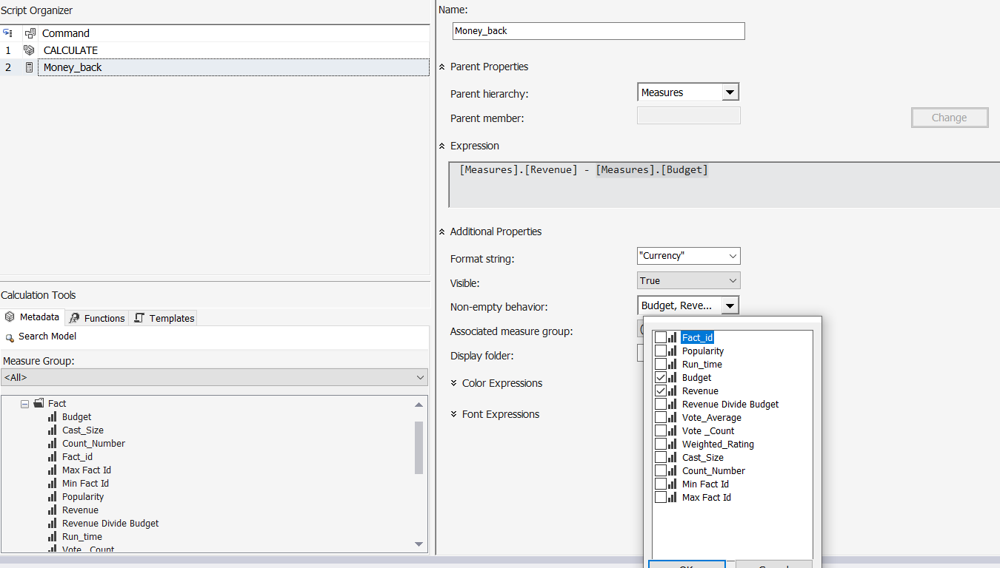 Script Organizer
Command
1 CALCULATE
2 Money_back
Calculation Tools
Metadata Functions Templates
Search Model
Measure Group:
<All>
Fact
Budget
Cast_Size
Count_Number
Fact_id
Max Fact Id
Min Fact Id
Popularity
Revenue
Revenue Divide Budget
Run_time
Vote _Count
Name:
Money_back
Parent Properties
Parent hierarchy: Measures
Parent member:
Change
Expression
[Measures].[Revenue] - [Measures].[Budget]
Additional Properties
Format string: "Currency"
Visible: True
Non-empty behavior: Budget, Reve...
Associated measure group: (
Display folder:
Color Expressions
Font Expressions
Fact_id
Popularity
Run_time
Budget
Revenue
Revenue Divide Budget
Vote_Average
Vote _Count
Weighted_Rating
Cast_Size
Count_Number
Min Fact Id
Max Fact Id
OK
Cancel